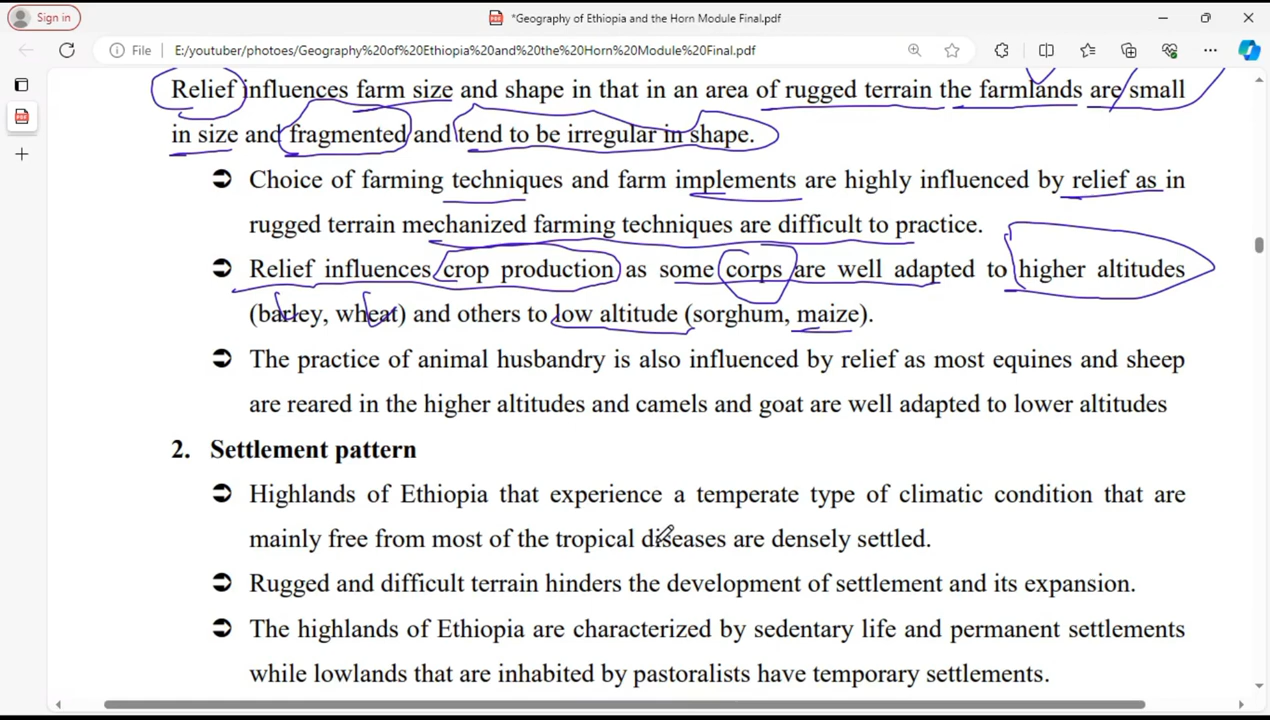 Sign in
*Geography of Ethiopia and the Horn Module Final.pdf
File
E:/youtuber/photoes/Geography%20of%20Ethiopia%20and%20the%20Horn%20Module%20Final.pdf
Relief influences farm size and shape in that in an area of rugged terrain the farmlands are small
in size and fragmented and tend to be irregular in shape.
Choice of farming techniques and farm implements are highly influenced by relief as in
rugged terrain mechanized farming techniques are difficult to practice.
Relief influences crop production as some corps are well adapted to higher altitudes
(barley, wheat) and others to low altitude (sorghum, maize).
The practice of animal husbandry is also influenced by relief as most equines and sheep
are reared in the higher altitudes and camels and goat are well adapted to lower altitudes
2. Settlement pattern
Highlands of Ethiopia that experience a temperate type of climatic condition that are
mainly free from most of the tropical diseases are densely settled.
Rugged and difficult terrain hinders the development of settlement and its expansion.
The highlands of Ethiopia are characterized by sedentary life and permanent settlements
while lowlands that are inhabited by pastoralists have temporary settlements.